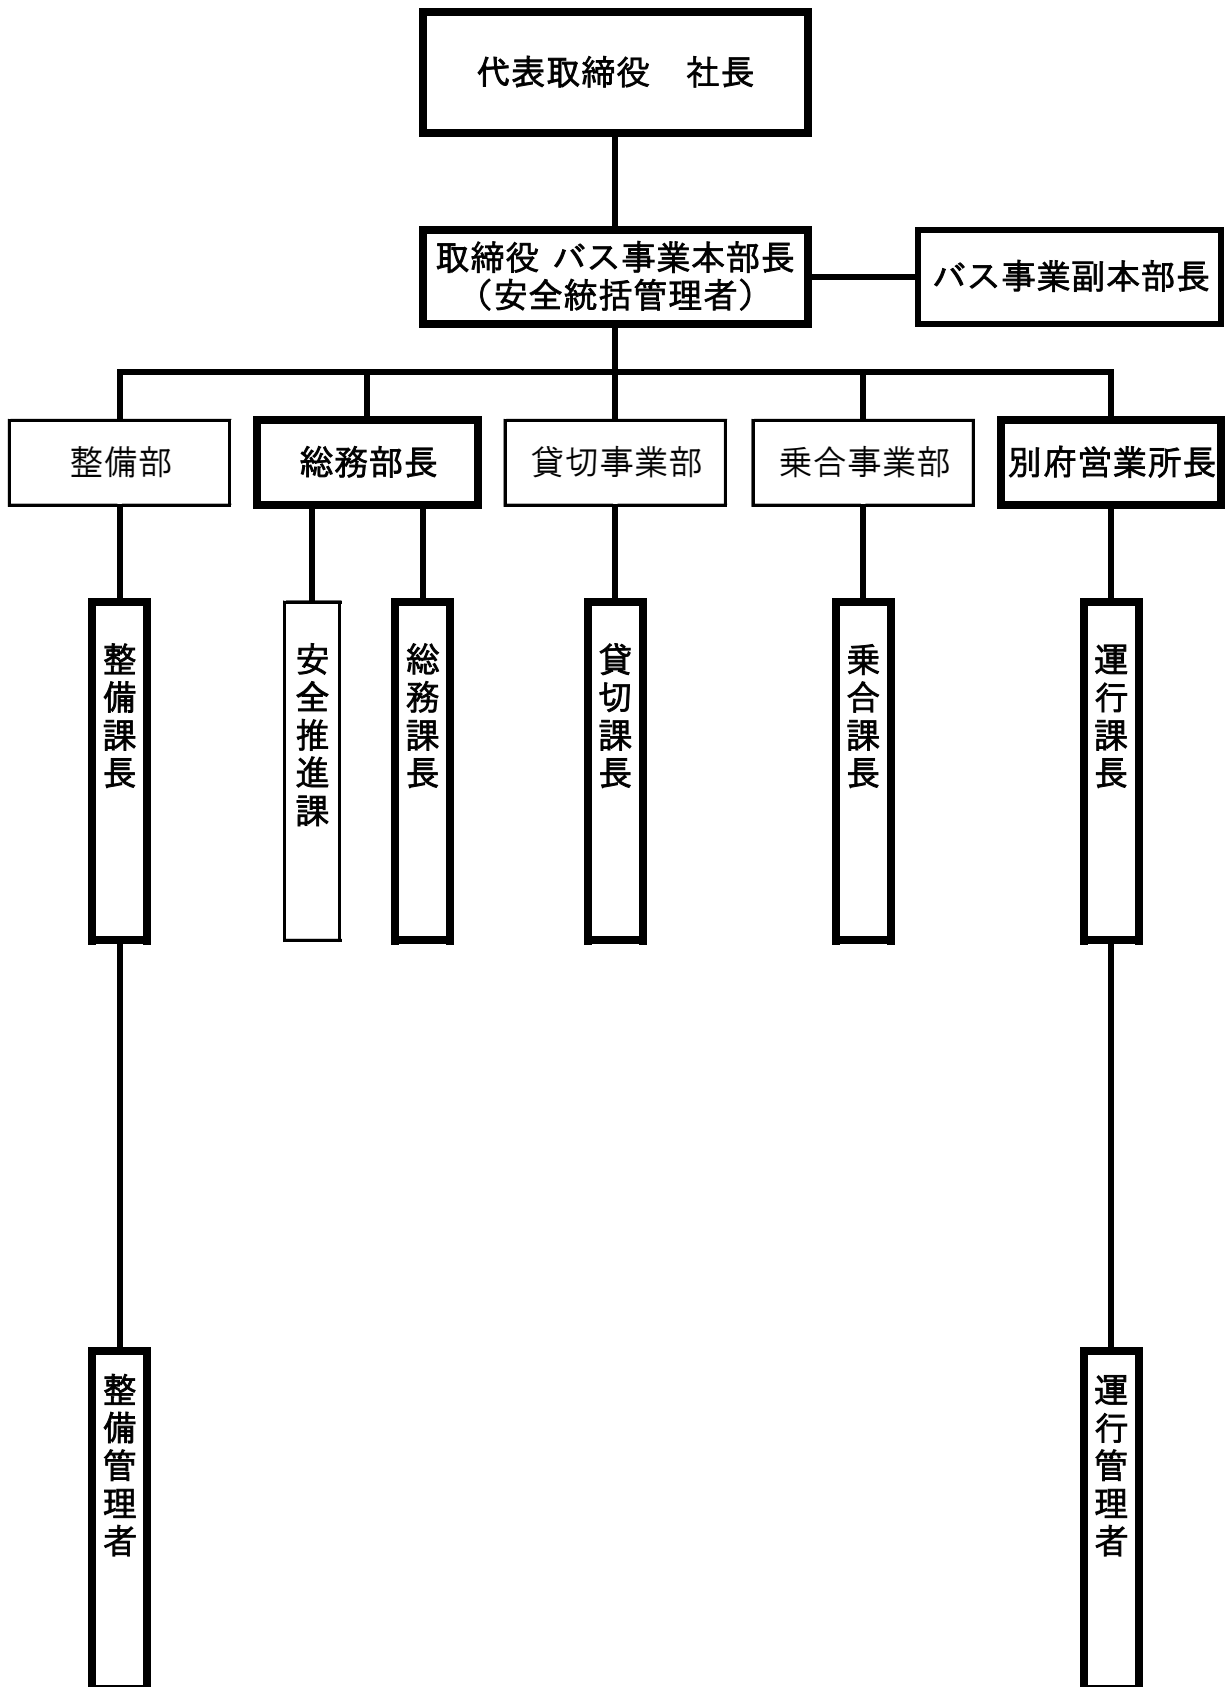 代表取締役　社長
取締役 バス事業本部長
（安全統括管理者）
バス事業副本部長
整備部
総務部長
貸切事業部
乗合事業部
別府営業所長
整備課長
安全推進課
総務課長
貸切課長
乗合課長
運行課長
整備管理者
運行管理者